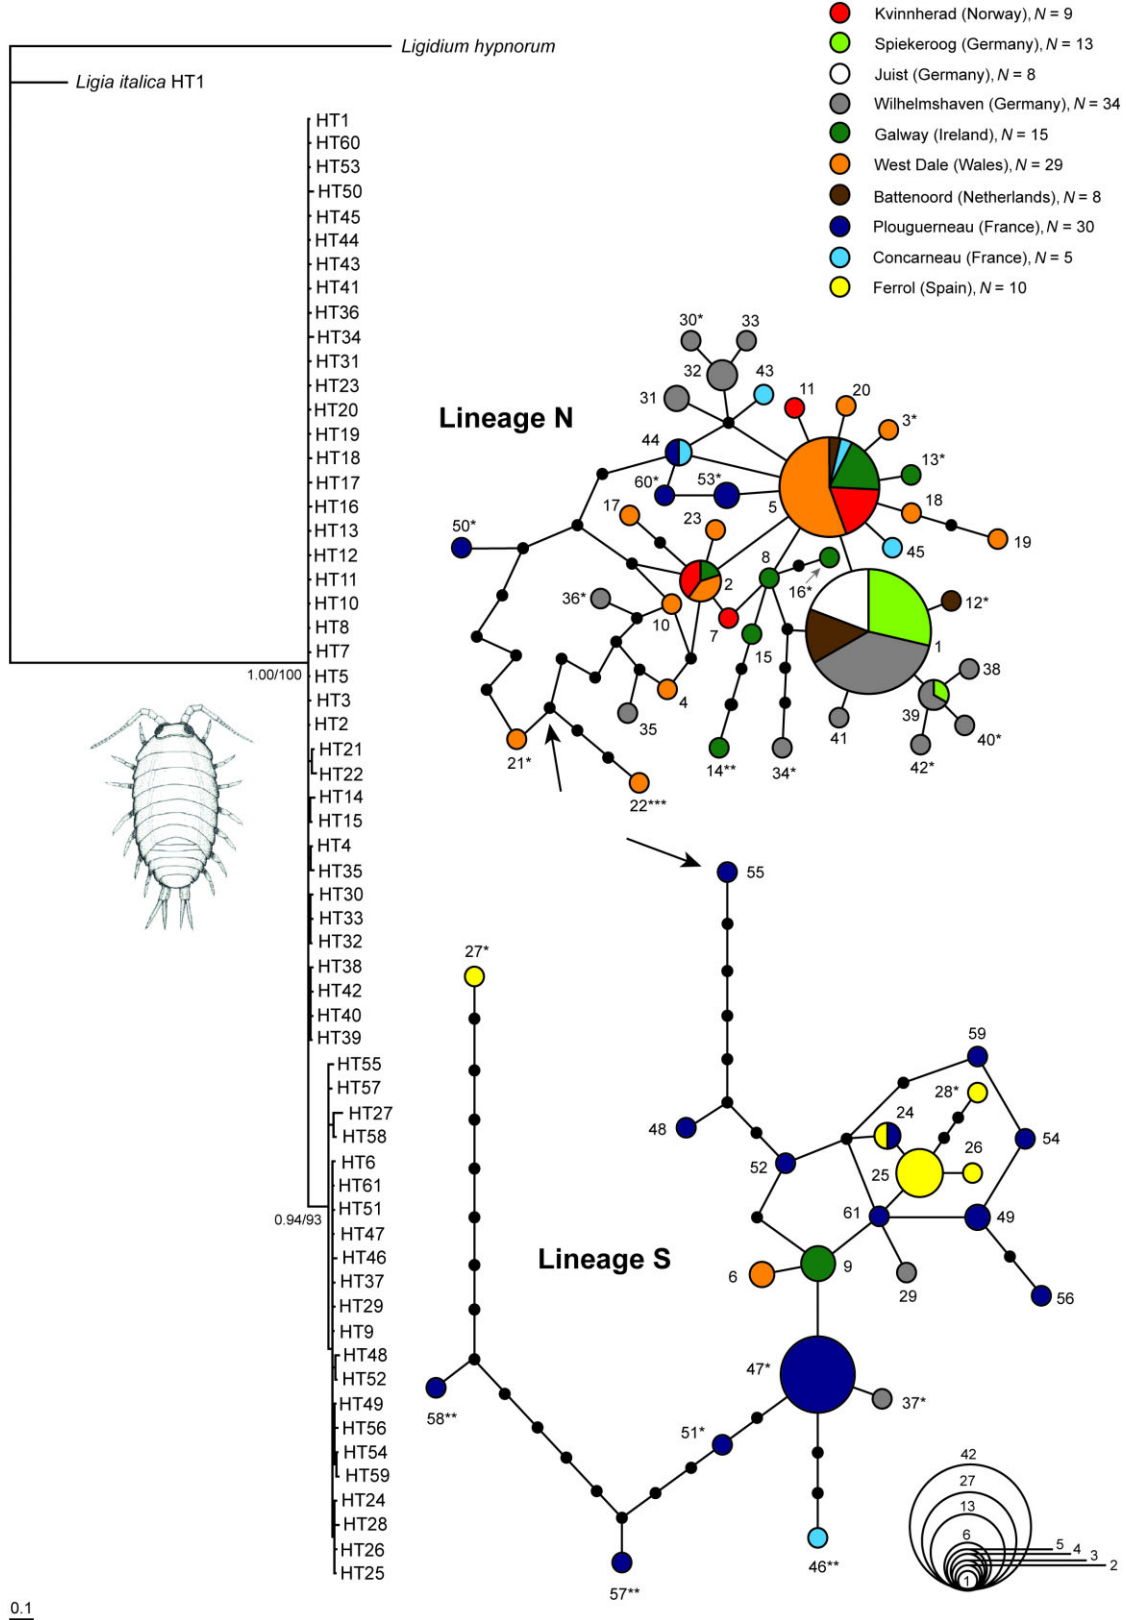 Ligidium hypnorum
Ligia italica HT1
Kvinnherad (Norway), N = 9
Spiekeroog (Germany), N = 13
Juist (Germany), N = 8
Wilhelmshaven (Germany), N = 34
Galway (Ireland), N = 15
West Dale (Wales), N = 29
Battenoord (Netherlands), N = 8
Plouguerneau (France), N = 30
Concarneau (France), N = 5
Ferrol (Spain), N = 10
HT1
HT60
HT53
HT50
HT45
HT44
HT43
HT41
HT36
HT34
HT31
HT23
HT20
HT19
HT18
HT17
HT16
HT13
HT12
HT11
HT10
HT8
HT7
HT5
HT3
HT2
HT21
HT22
HT14
HT15
HT4
HT35
HT30
HT33
HT32
HT38
HT42
HT40
HT39
HT55
HT57
HT27
HT58
HT6
HT61
HT51
HT47
HT46
HT37
HT29
HT9
HT48
HT52
HT49
HT56
HT54
HT59
HT24
HT28
HT26
HT25
1.00/100
0.94/93
0.1
Lineage N
30*
33
32
43
31
11
20
3*
44
13*
60*
53*
5
18
19
17
23
45
50*
8
16*
2
36*
12*
10
7
1
15
38
4
39
35
41
40*
21*
14**
34*
42*
22***
Lineage S
55
27*
59
28*
24
48
54
26
52
25
61
49
6
9
29
56
47*
37*
58**
51*
46**
57**
42
27
13
6
5
4
3
2
1